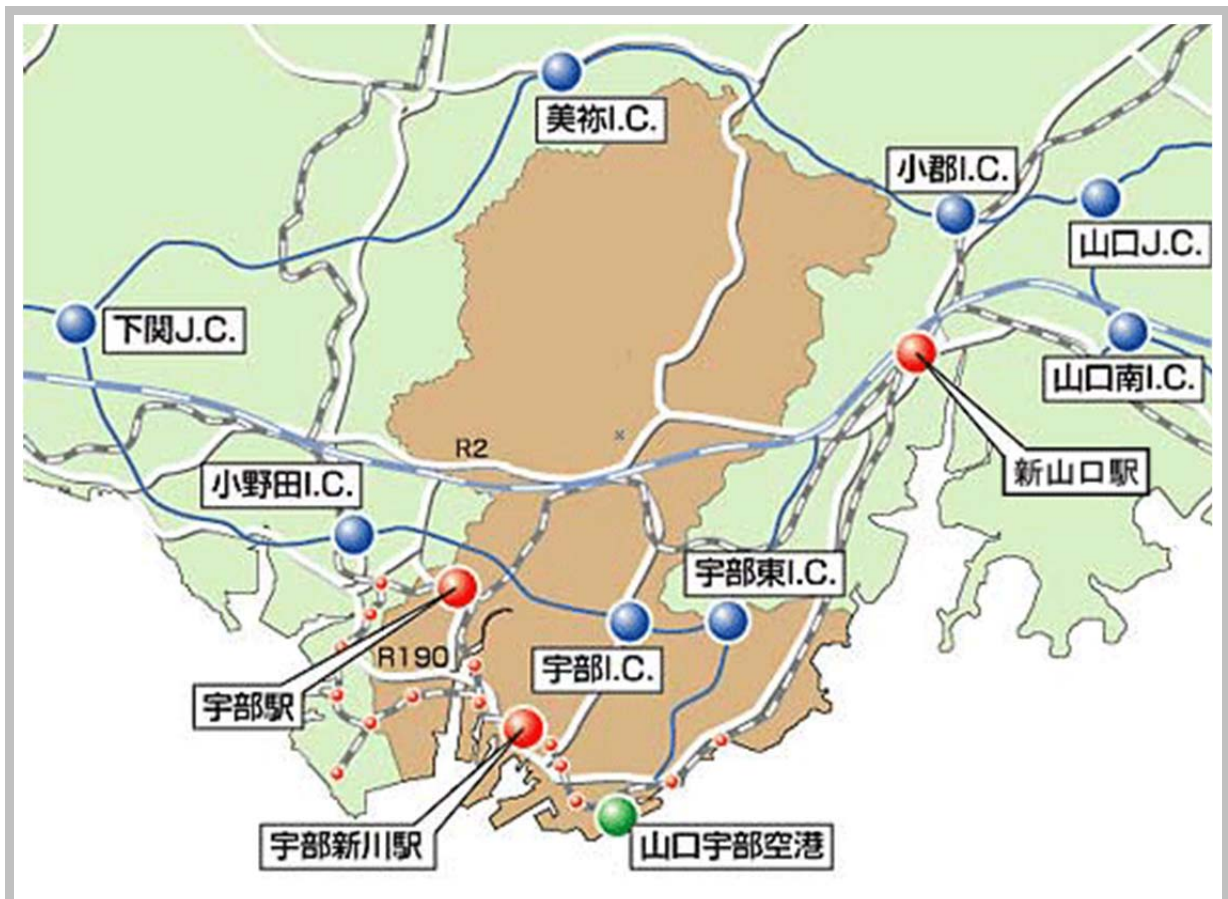 美祢I.C.
小郡I.C.
山口J.C.
下関J.C.
山口南I.C.
R2
新山口駅
小野田I.C.
宇部東I.C.
R190
宇部I.C.
宇部駅
宇部新川駅
山口宇部空港